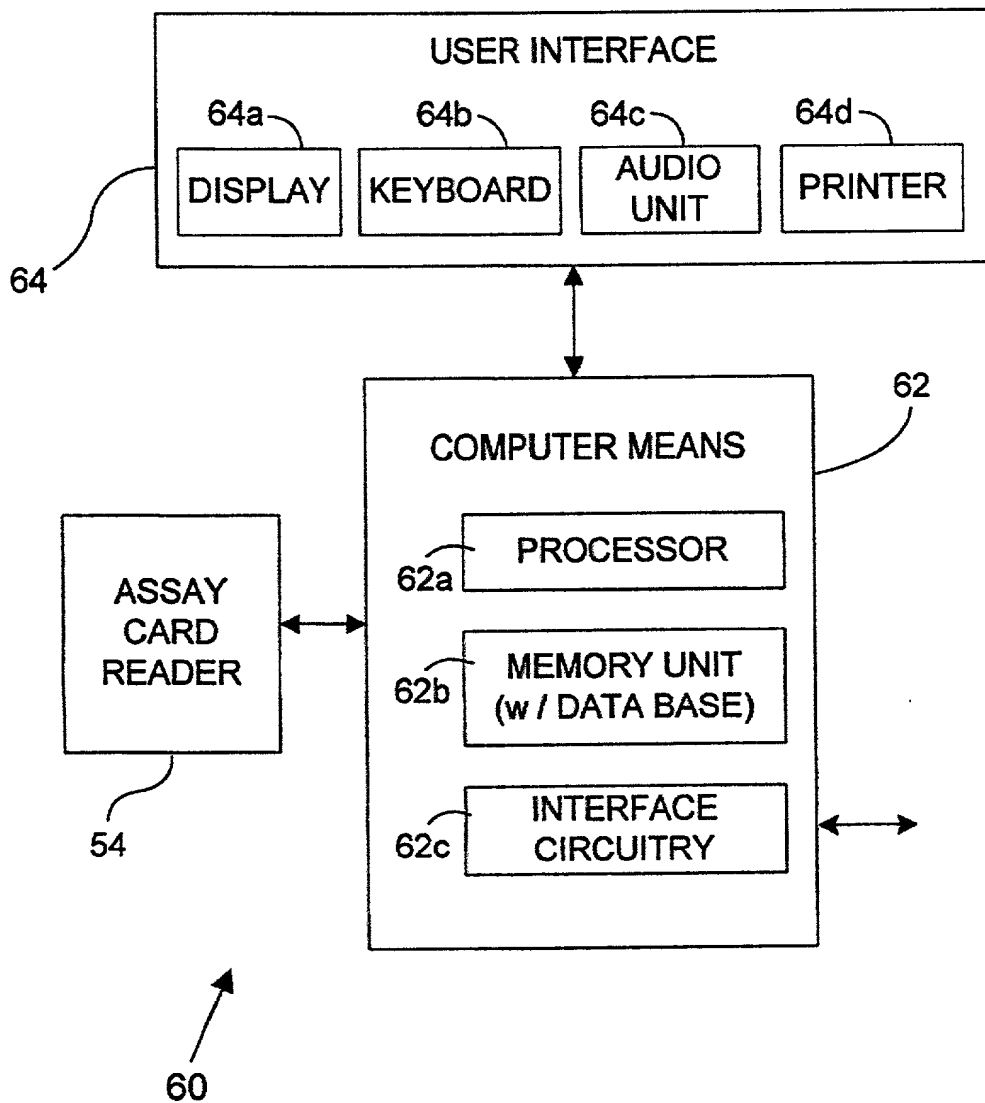 USER INTERFACE
64a
64b
64c
64d
DISPLAY
KEYBOARD
AUDIO
UNIT
PRINTER
64
62
COMPUTER MEANS
PROCESSOR
62a
ASSAY
CARD
READER
MEMORY UNIT
(w / DATA BASE)
62b
54
INTERFACE
CIRCUITRY
62c
60